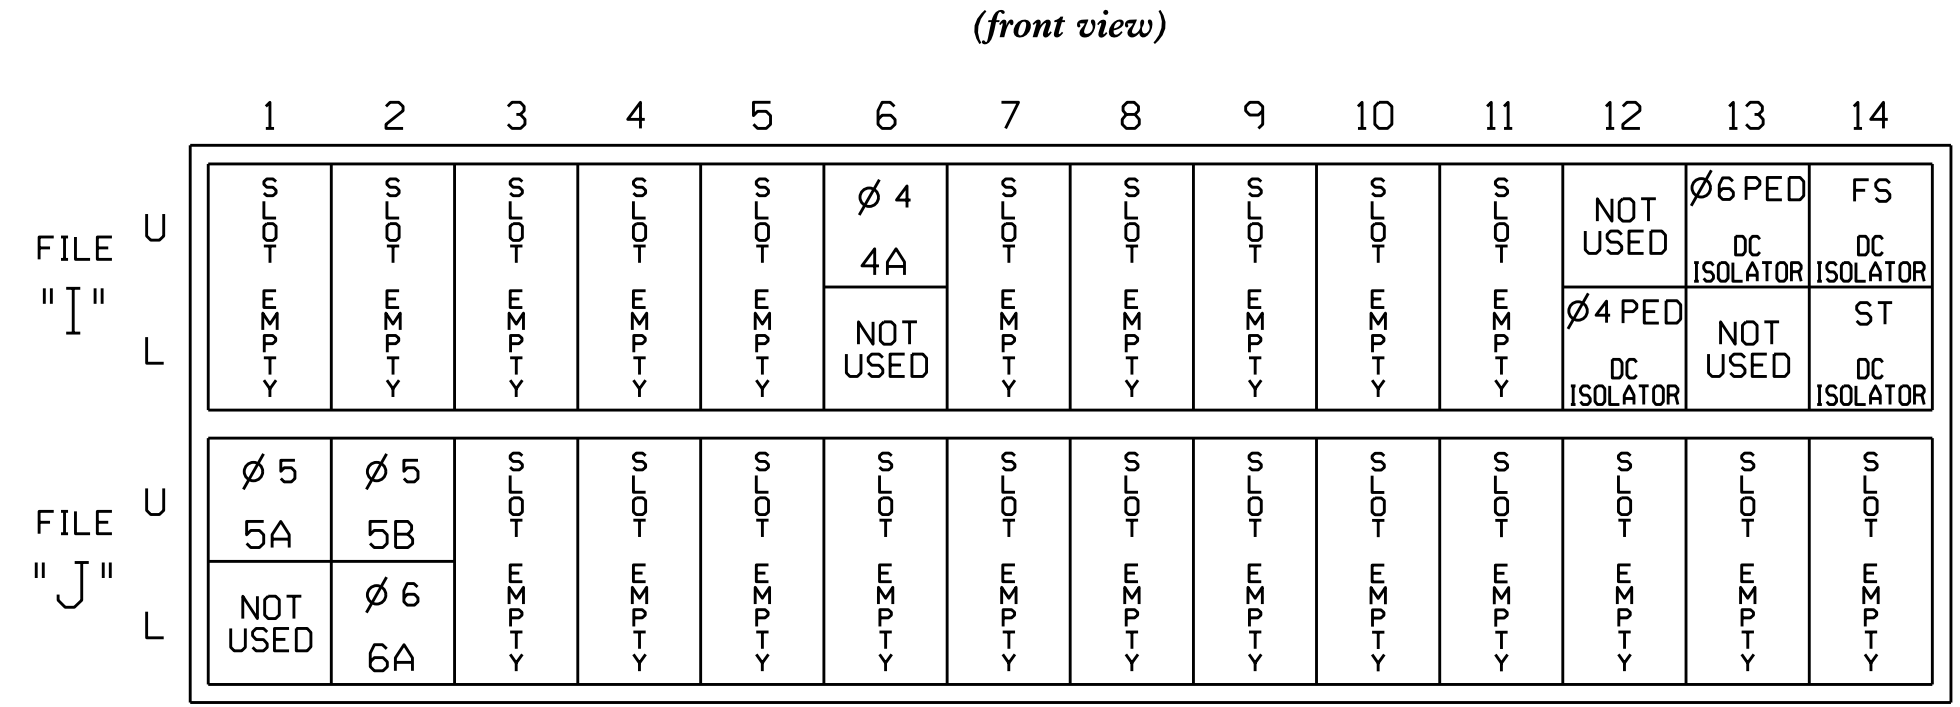 (front view)
1 2 3 4 5 6 7 8 9 10 11 12 13 14
FILE "I"
U
SLOT EMPTY
SLOT EMPTY
SLOT EMPTY
SLOT EMPTY
SLOT EMPTY
Ø 4
4A
SLOT EMPTY
SLOT EMPTY
SLOT EMPTY
SLOT EMPTY
SLOT EMPTY
NOT
USED
Ø6 PED
DC
ISOLATOR
FS
DC
ISOLATOR
L
NOT
USED
Ø4 PED
DC
ISOLATOR
NOT
USED
ST
DC
ISOLATOR
FILE "J"
U
Ø 5
5A
Ø 5
5B
SLOT EMPTY
SLOT EMPTY
SLOT EMPTY
SLOT EMPTY
SLOT EMPTY
SLOT EMPTY
SLOT EMPTY
SLOT EMPTY
SLOT EMPTY
SLOT EMPTY
SLOT EMPTY
SLOT EMPTY
L
NOT
USED
Ø 6
6A